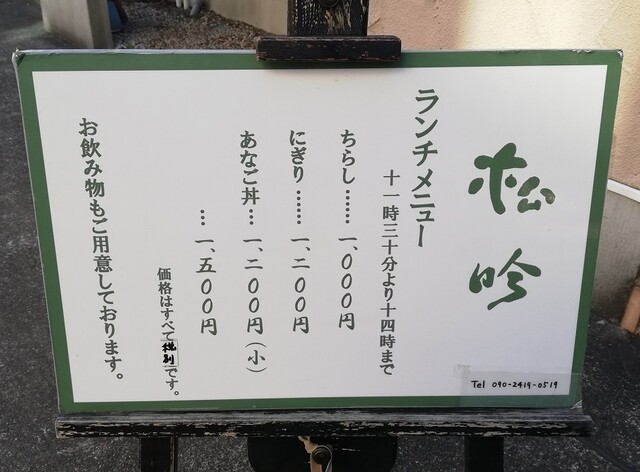 松吟
ランチメニュー
十一時三十分より十四時まで
ちらし……一、〇〇〇円
にぎり……一、二〇〇円
あなご丼…一、二〇〇円(小)
…一、五〇〇円
価格はすべて税別です。
お飲み物もご用意しております。
Tel 090-2419-0519